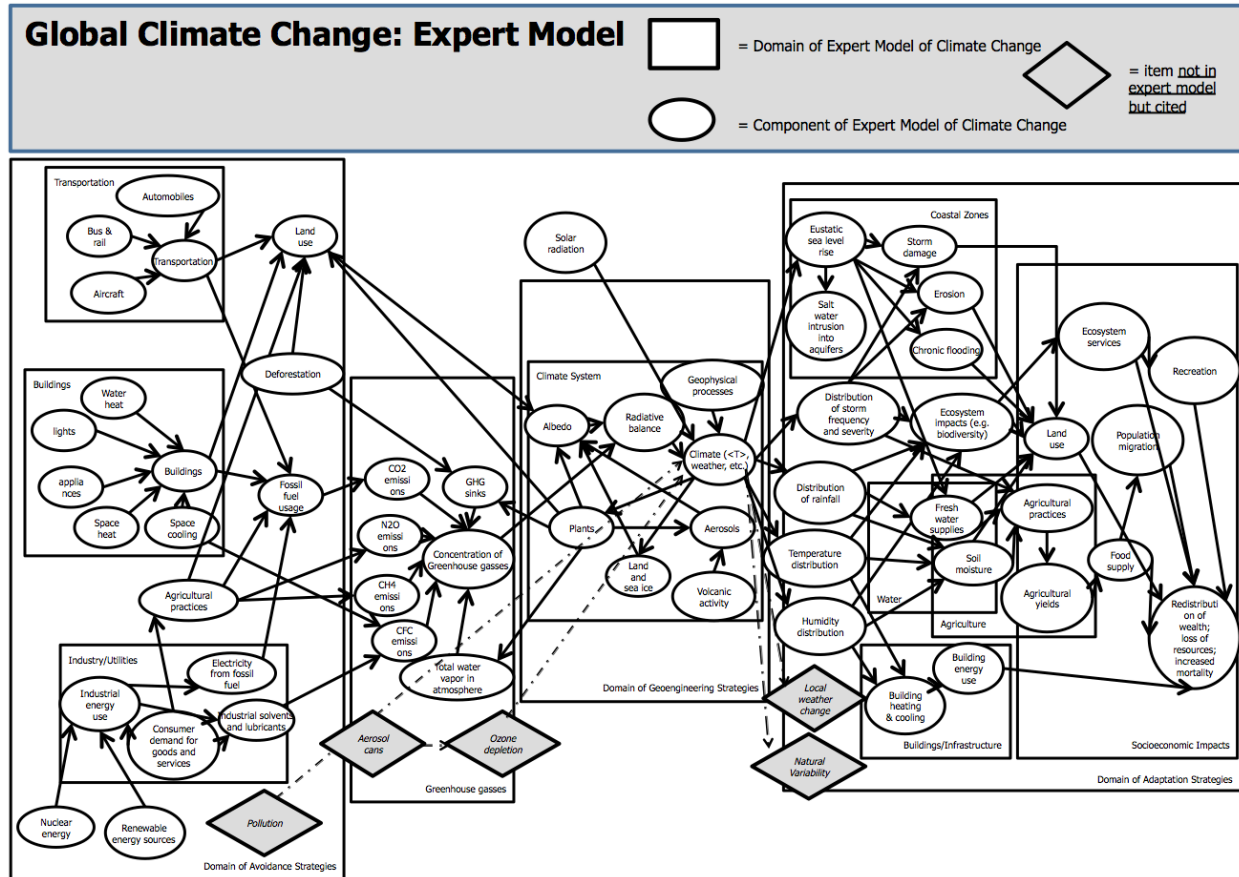 Global Climate Change: Expert Model
= Domain of Expert Model of Climate Change
= Component of Expert Model of Climate Change
= item not in
expert model
but cited
Transportation
Automobiles
Bus &
rail
Transportation
Aircraft
Land
use
Deforestation
Buildings
Water
heat
lights
applia
nces
Space
heat
Space
cooling
Buildings
Fossil
fuel
usage
Agricultural
practices
Industry/Utilities
Electricity
from fossil
fuel
Industrial
energy
use
Industrial solvents
and lubricants
Consumer
demand for
goods and
services
Nuclear
energy
Renewable
energy sources
Pollution
Domain of Avoidance Strategies
CO2
emissi
ons
GHG
sinks
N2O
emissi
ons
Concentration of
Greenhouse gasses
CH4
emissi
ons
CFC
emissi
ons
Total water
vapor in
atmosphere
Aerosol
cans
Ozone
depletion
Greenhouse gasses
Solar
radiation
Climate System
Geophysical
processes
Albedo
Radiative
balance
Climate (<T>,
weather, etc.)
Plants
Aerosols
Land
and
sea ice
Volcanic
activity
Domain of Geoengineering Strategies
Local
weather
change
Natural
Variability
Coastal Zones
Eustatic
sea level
rise
Storm
damage
Erosion
Salt
water
intrusion
into
aquifers
Chronic flooding
Distribution
of storm
frequency
and severity
Ecosystem
impacts (e.g.
biodiversity)
Land
use
Distribution
of rainfall
Fresh
water
supplies
Agricultural
practices
Temperature
distribution
Soil
moisture
Water
Agricultural
yields
Agriculture
Humidity
distribution
Building
energy
use
Building
heating
& cooling
Buildings/Infrastructure
Ecosystem
services
Recreation
Population
migration
Food
supply
Redistributi
on of
wealth;
loss of
resources;
increased
mortality
Socioeconomic Impacts
Domain of Adaptation Strategies